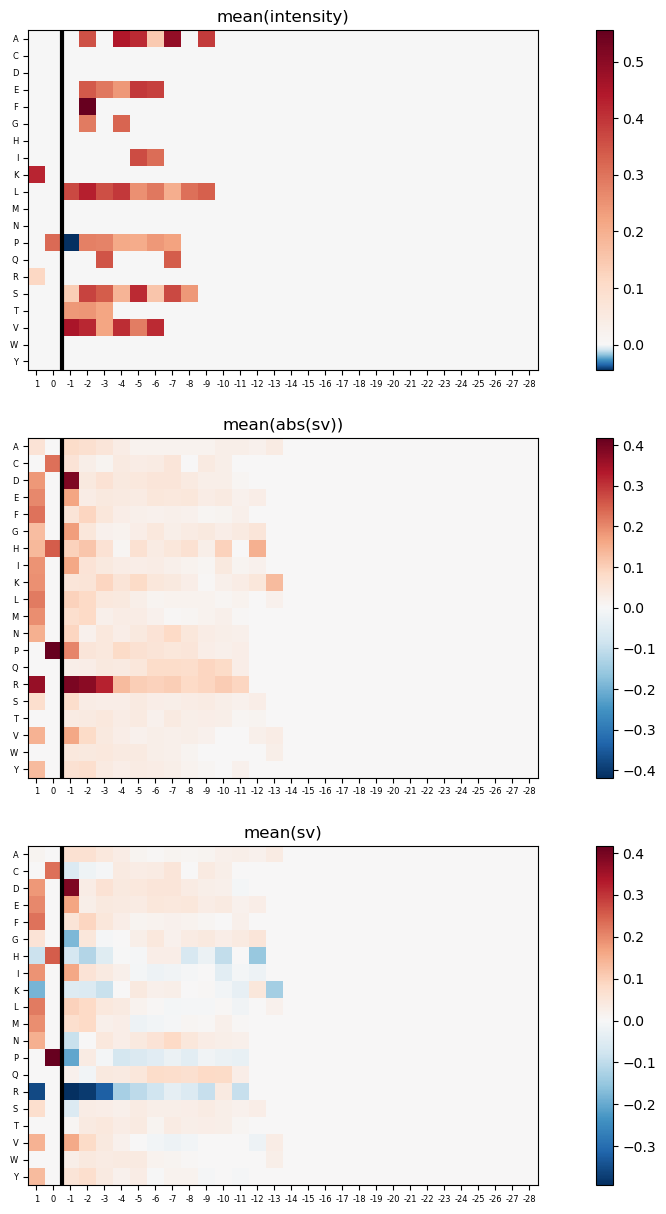 mean(intensity)
A
C
D
E
F
G
H
I
K
L
M
N
P
Q
R
S
T
V
W
Y
1 0 -1 -2 -3 -4 -5 -6 -7 -8 -9 -10 -11 -12 -13 -14 -15 -16 -17 -18 -19 -20 -21 -22 -23 -24 -25 -26 -27 -28
0.5
0.4
0.3
0.2
0.1
0.0
mean(abs(sv))
A
C
D
E
F
G
H
I
K
L
M
N
P
Q
R
S
T
V
W
Y
1 0 -1 -2 -3 -4 -5 -6 -7 -8 -9 -10 -11 -12 -13 -14 -15 -16 -17 -18 -19 -20 -21 -22 -23 -24 -25 -26 -27 -28
0.4
0.3
0.2
0.1
0.0
−0.1
−0.2
−0.3
−0.4
mean(sv)
A
C
D
E
F
G
H
I
K
L
M
N
P
Q
R
S
T
V
W
Y
1 0 -1 -2 -3 -4 -5 -6 -7 -8 -9 -10 -11 -12 -13 -14 -15 -16 -17 -18 -19 -20 -21 -22 -23 -24 -25 -26 -27 -28
0.4
0.3
0.2
0.1
0.0
−0.1
−0.2
−0.3